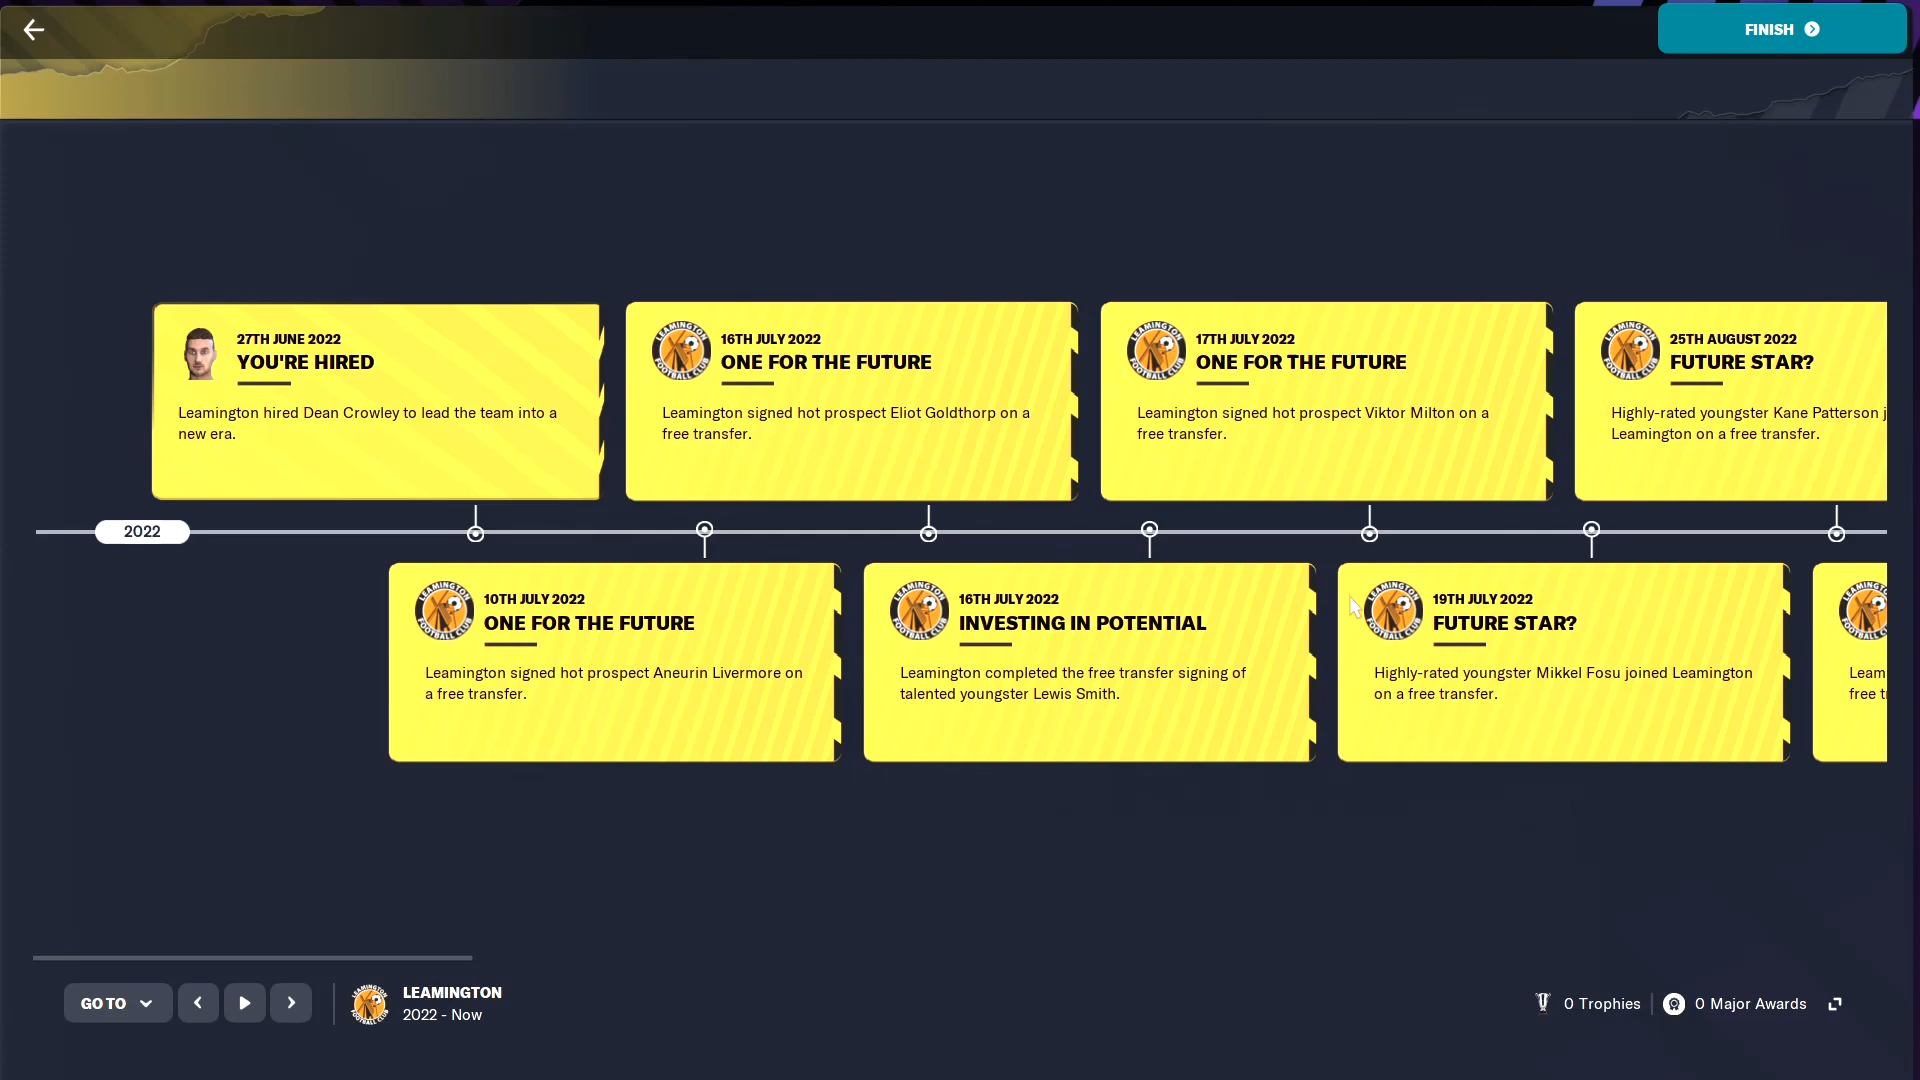 FINISH
27TH JUNE 2022
YOU'RE HIRED
Leamington hired Dean Crowley to lead the team into a
new era.
16TH JULY 2022
ONE FOR THE FUTURE
Leamington signed hot prospect Eliot Goldthorp on a
free transfer.
17TH JULY 2022
ONE FOR THE FUTURE
Leamington signed hot prospect Viktor Milton on a
free transfer.
25TH AUGUST 2022
FUTURE STAR?
Highly-rated youngster Kane Patterson j
Leamington on a free transfer.
2022
10TH JULY 2022
ONE FOR THE FUTURE
Leamington signed hot prospect Aneurin Livermore on
a free transfer.
16TH JULY 2022
INVESTING IN POTENTIAL
Leamington completed the free transfer signing of
talented youngster Lewis Smith.
19TH JULY 2022
FUTURE STAR?
Highly-rated youngster Mikkel Fosu joined Leamington
on a free transfer.
Leam
free t
GO TO
LEAMINGTON
2022 - Now
0 Trophies
0 Major Awards
LEAMINGTON
FOOTBALL CLUB